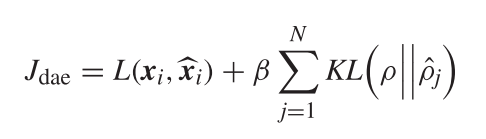 J_dae = L(x_i, x̂_i) + β ∑_{j=1}^{N} KL(ρ||ρ̂_j)